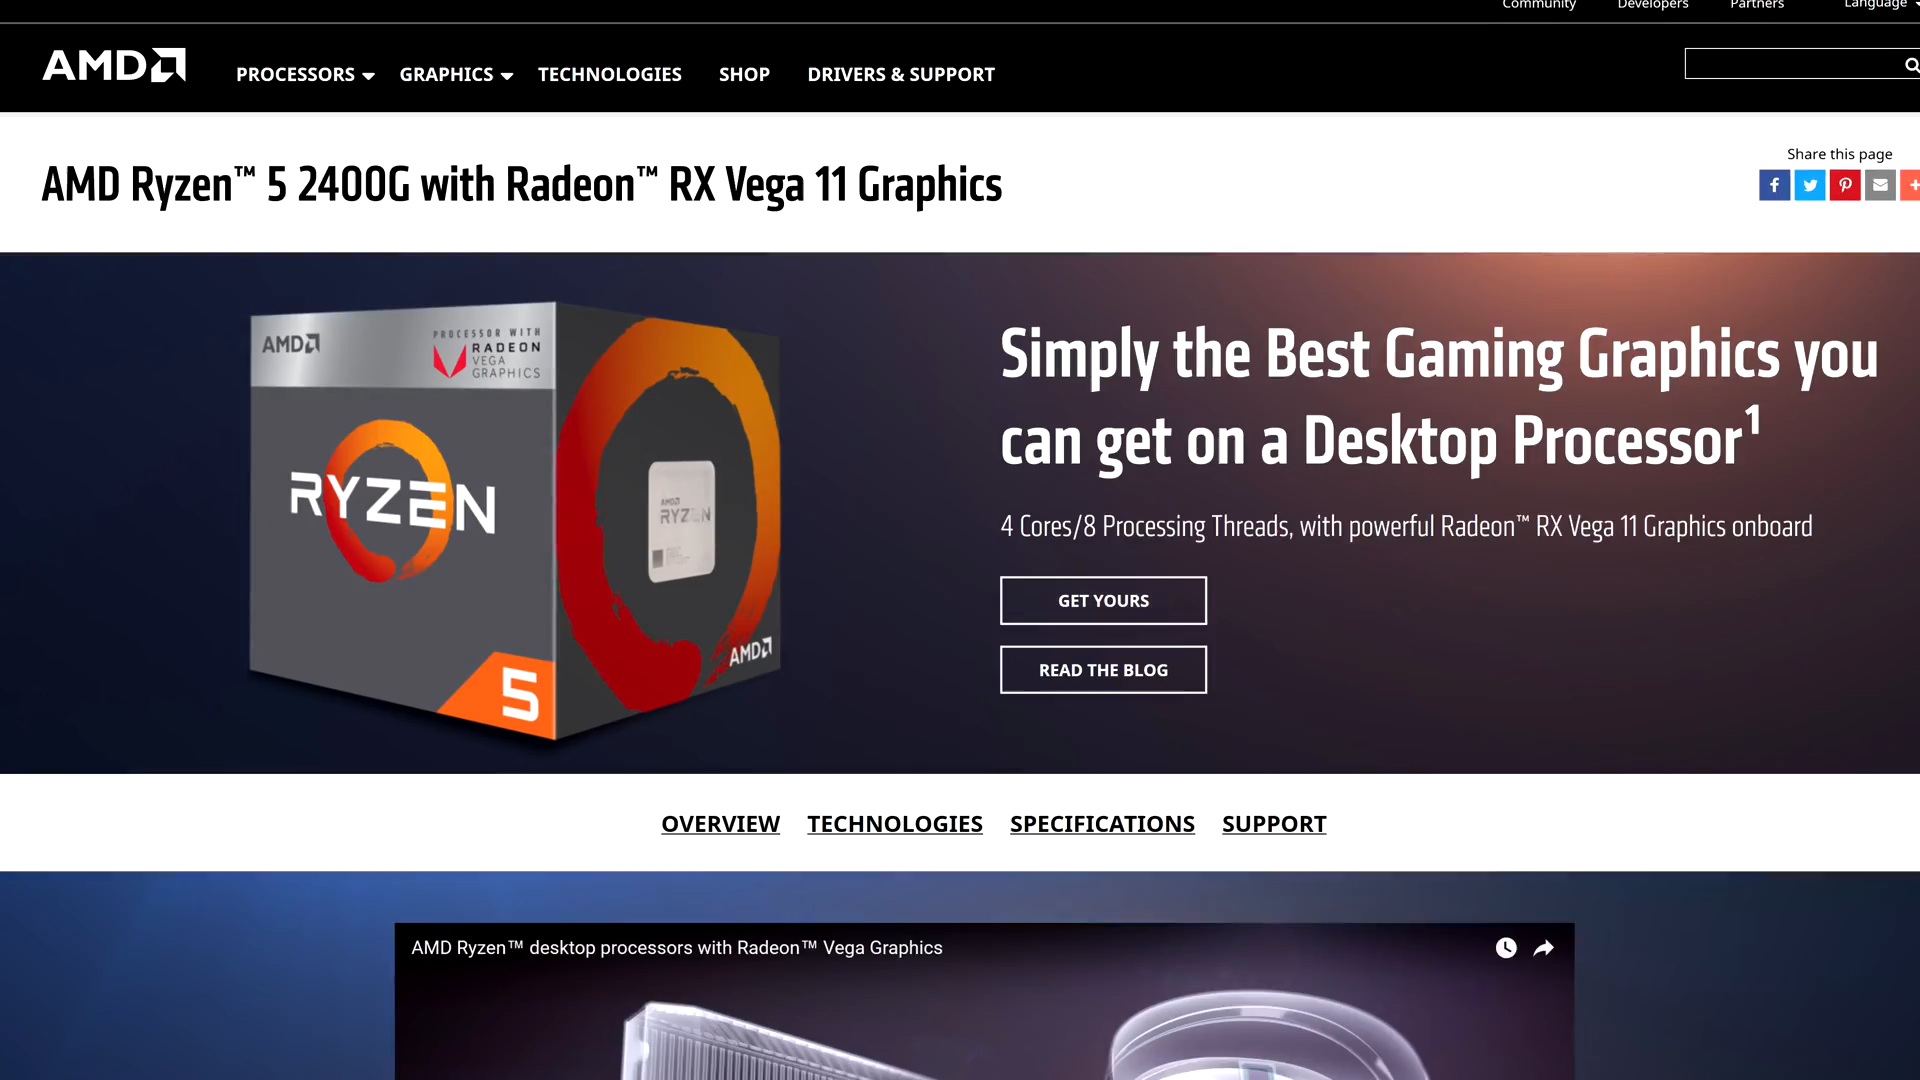 Community Developers Partners Language
AMD PROCESSORS GRAPHICS TECHNOLOGIES SHOP DRIVERS & SUPPORT
AMD Ryzen™ 5 2400G with Radeon™ RX Vega 11 Graphics
Share this page
AMD
PROCESSOR WITH
RADEON
VEGA
GRAPHICS
RYZEN
5
AMD
RYZEN
AMD
Simply the Best Gaming Graphics you
can get on a Desktop Processor¹
4 Cores/8 Processing Threads, with powerful Radeon™ RX Vega 11 Graphics onboard
GET YOURS
READ THE BLOG
OVERVIEW TECHNOLOGIES SPECIFICATIONS SUPPORT
AMD Ryzen™ desktop processors with Radeon™ Vega Graphics